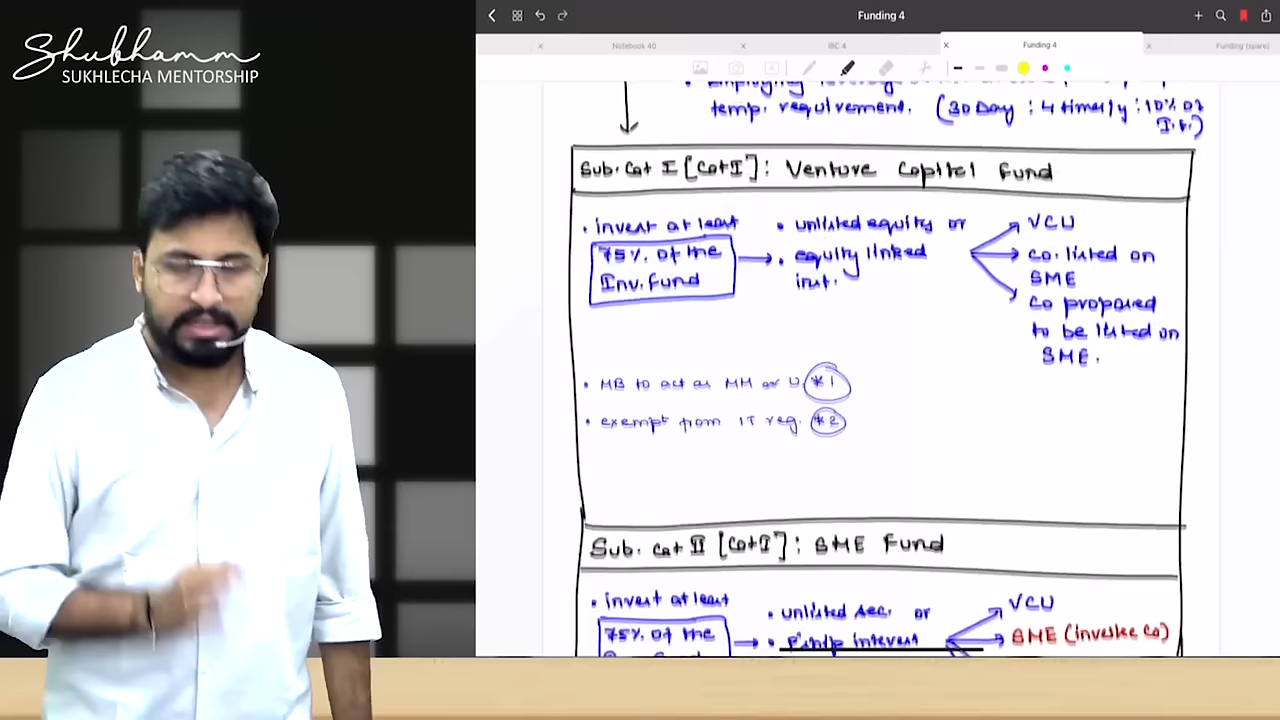 Shubhamm
SUKHLECHA MENTORSHIP
Funding 4
Notebook 40
IBC 4
Funding 4
Funding (spare)
• Employing leverage
temp. requirement. (30 Day : 4 times/y : 10% of
I.F.)
Sub. Cat I [Cat I] : Venture Capital Fund
• invest at least
75% of the
Inv. Fund
• unlisted equity or
• equity linked
inst.
VCU
Co. listed on
SME
Co proposed
to be listed on
SME.
• MB to act as MM or U *1
• exempt from IT reg. *2
Sub. Cat II [Cat I] : SME Fund
• invest at least
75% of the
• unlisted sec. or
• P'ship interest
VCU
SME (investee Co)